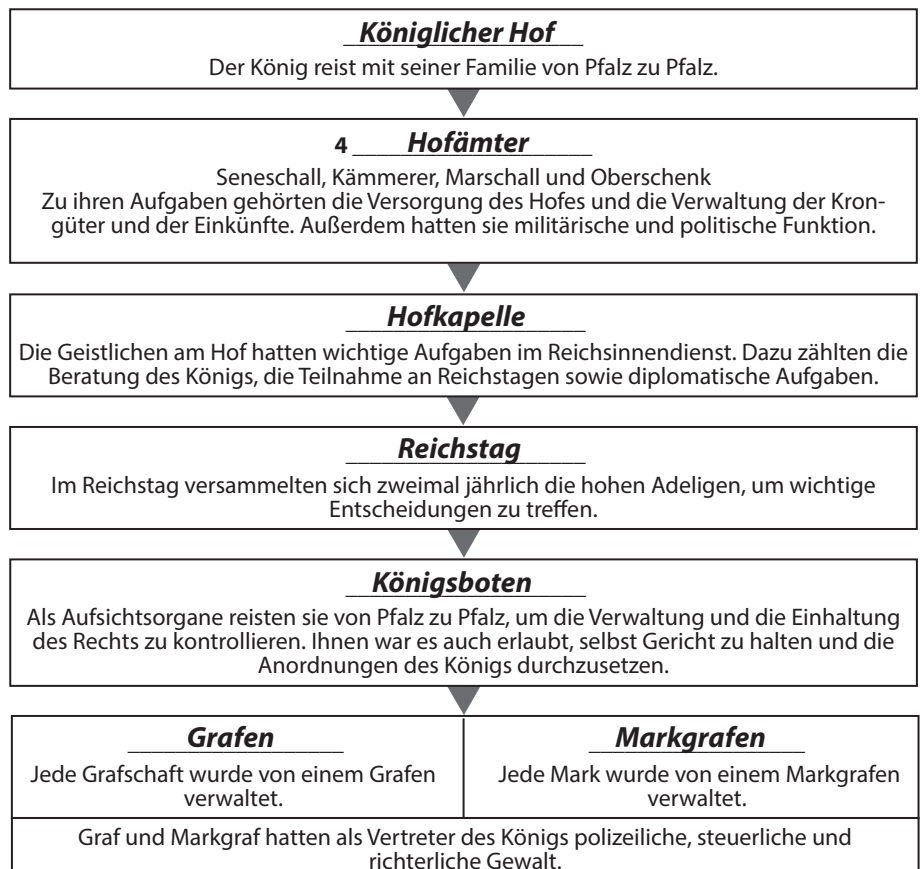 Königlicher Hof
Der König reist mit seiner Familie von Pfalz zu Pfalz.
4 Hofämter
Seneschall, Kämmerer, Marschall und Oberschenk
Zu ihren Aufgaben gehörten die Versorgung des Hofes und die Verwaltung der Kron-
güter und der Einkünfte. Außerdem hatten sie militärische und politische Funktion.
Hofkapelle
Die Geistlichen am Hof hatten wichtige Aufgaben im Reichsinnendienst. Dazu zählten die
Beratung des Königs, die Teilnahme an Reichstagen sowie diplomatische Aufgaben.
Reichstag
Im Reichstag versammelten sich zweimal jährlich die hohen Adeligen, um wichtige
Entscheidungen zu treffen.
Königsboten
Als Aufsichtsorgane reisten sie von Pfalz zu Pfalz, um die Verwaltung und die Einhaltung
des Rechts zu kontrollieren. Ihnen war es auch erlaubt, selbst Gericht zu halten und die
Anordnungen des Königs durchzusetzen.
Grafen
Jede Grafschaft wurde von einem Grafen
verwaltet.
Markgrafen
Jede Mark wurde von einem Markgrafen
verwaltet.
Graf und Markgraf hatten als Vertreter des Königs polizeiliche, steuerliche und
richterliche Gewalt.